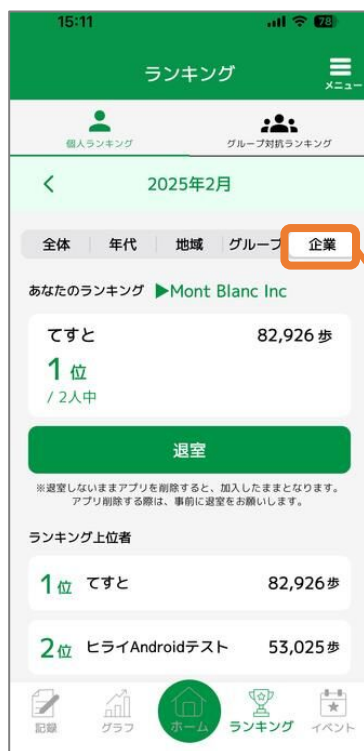 15:11
78
ランキング
メニュー
個人ランキング
グループ対抗ランキング
2025年2月
全体 年代 地域 グループ 企業
あなたのランキング ▶Mont Blanc Inc
てすと 82,926 歩
1 位
/ 2人中
退室
※退室しないままアプリを削除すると、加入したままとなります。
アプリ削除する際は、事前に退室をお願いします。
ランキング上位者
1位 てすと 82,926歩
2位 ヒライAndroidテスト 53,025歩
記録 グラフ ホーム ランキング イベント